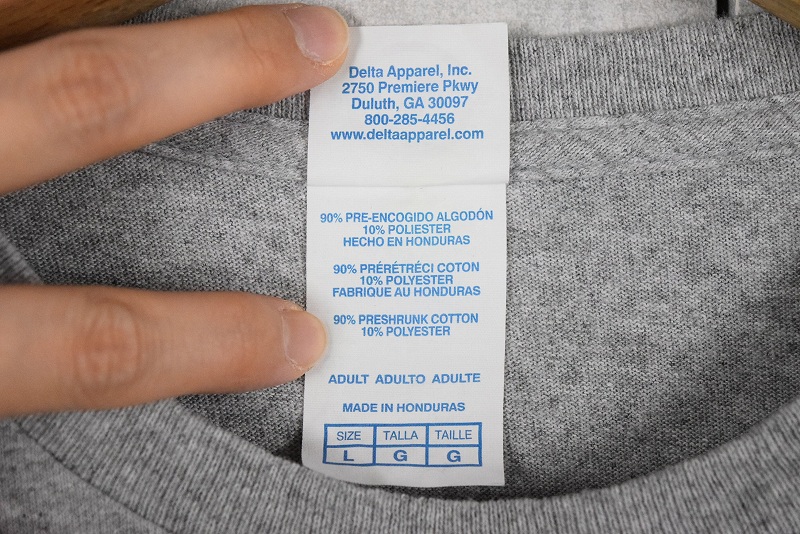 Delta Apparel, Inc.
2750 Premiere Pkwy
Duluth, GA 30097
800-285-4456
www.deltaapparel.com
90% PRE-ENCOGIDO ALGODÓN
10% POLIESTER
HECHO EN HONDURAS
90% PRÉRÉTRÉCI COTON
10% POLYESTER
FABRIQUE AU HONDURAS
90% PRESHRUNK COTTON
10% POLYESTER
ADULT ADULTO ADULTE
MADE IN HONDURAS
SIZE TALLA TAILLE
L G G